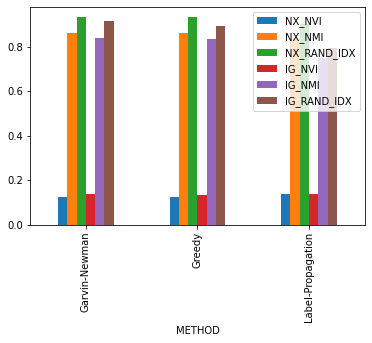 NX_NVI
NX_NMI
NX_RAND_IDX
IG_NVI
IG_NMI
IG_RAND_IDX
0.8
0.6
0.4
0.2
0.0
Garvin-Newman
Greedy
Label-Propagation
METHOD